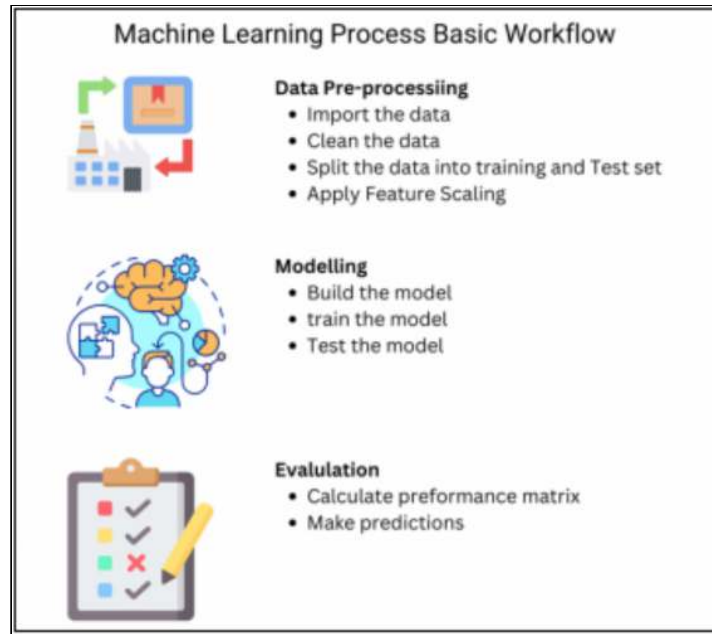 Machine Learning Process Basic Workflow
Data Pre-processiing
• Import the data
• Clean the data
• Split the data into training and Test set
• Apply Feature Scaling
Modelling
• Build the model
• train the model
• Test the model
Evalulation
• Calculate preformance matrix
• Make predictions